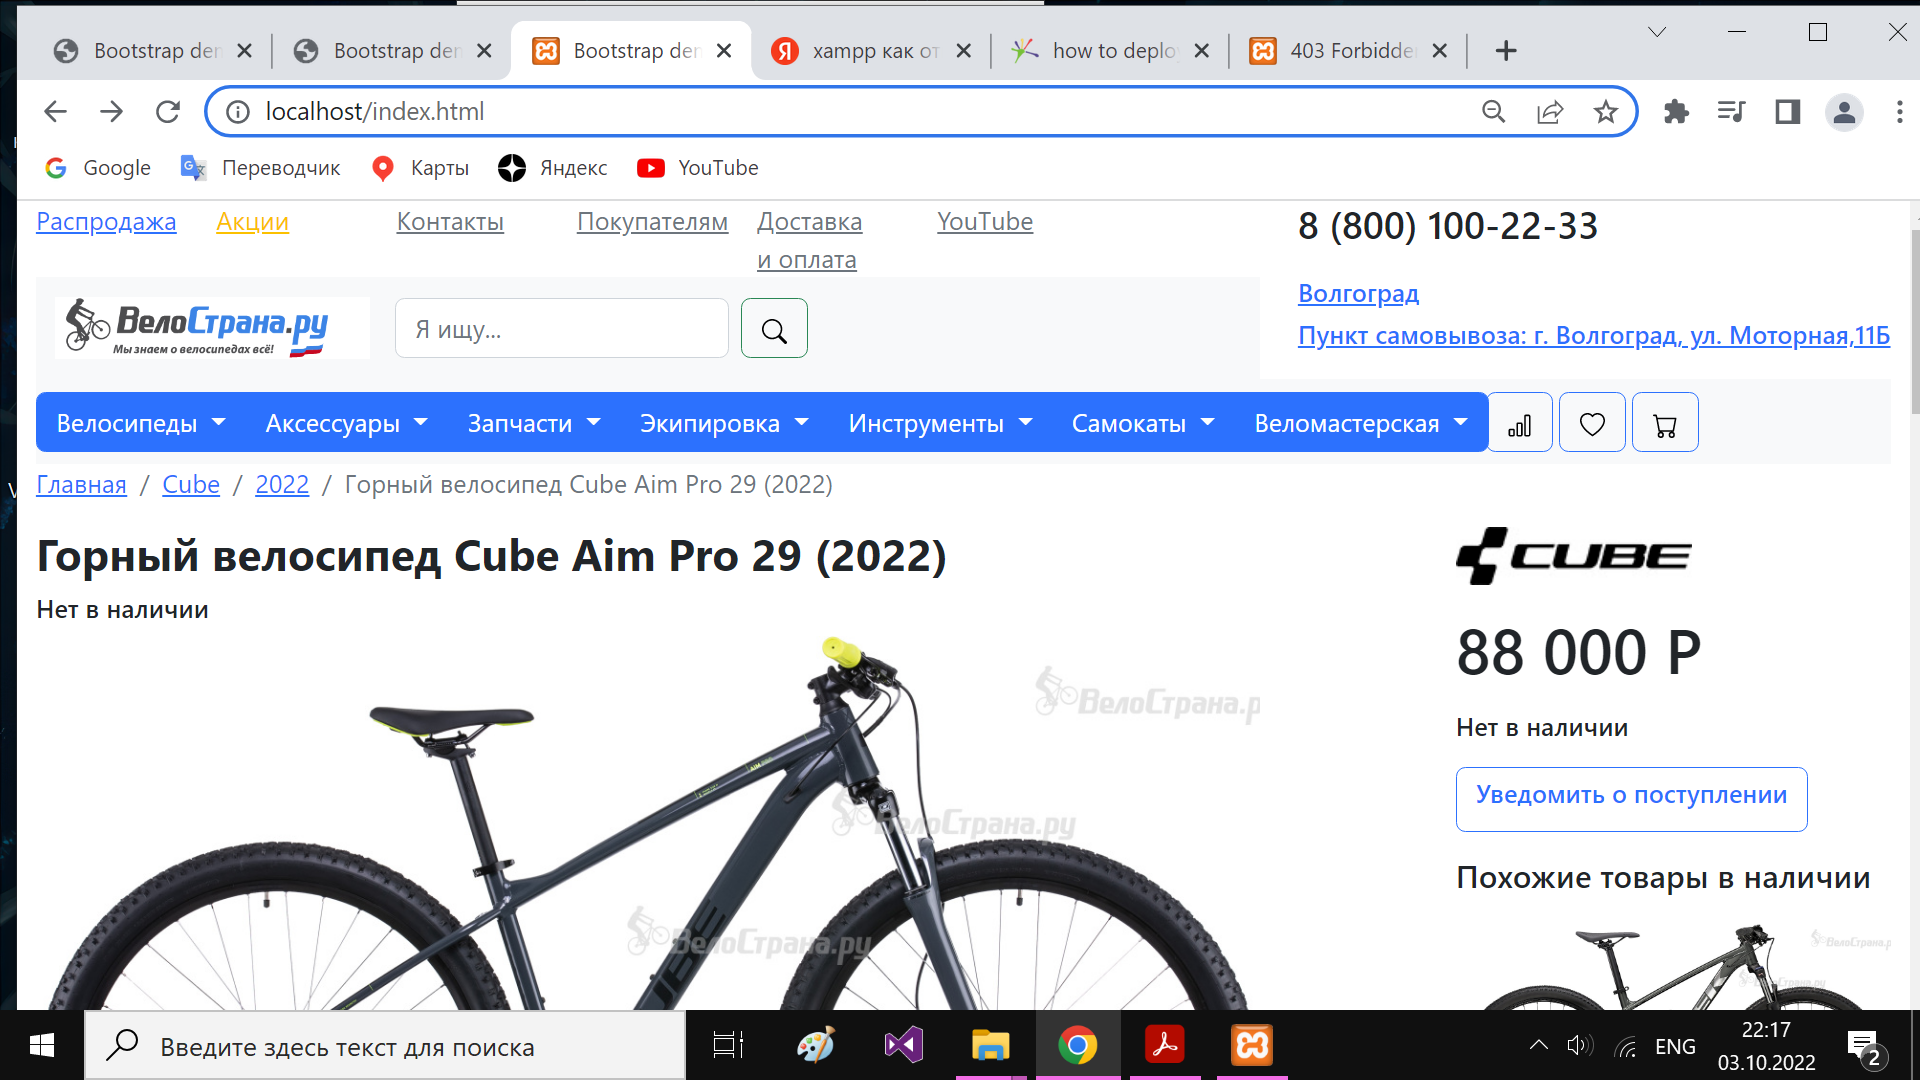 Bootstrap der
Bootstrap der
Bootstrap der
xampp как от
how to deploy
403 Forbidden
localhost/index.html
Google
Переводчик
Карты
Яндекс
YouTube
Распродажа
Акции
Контакты
Покупателям
Доставка
и оплата
YouTube
8 (800) 100-22-33
Волгоград
Пункт самовывоза: г. Волгоград, ул. Моторная,11Б
ВелоСтрана.ру
Мы знаем о велосипедах всё!
Я ищу...
Велосипеды
Аксессуары
Запчасти
Экипировка
Инструменты
Самокаты
Веломастерская
Главная / Cube / 2022 / Горный велосипед Cube Aim Pro 29 (2022)
Горный велосипед Cube Aim Pro 29 (2022)
Нет в наличии
ВелоСтрана.р
ВелоСтрана.ру
ВелоСтрана.ру
CUBE
88 000 Р
Нет в наличии
Уведомить о поступлении
Похожие товары в наличии
Введите здесь текст для поиска
ENG
22:17
03.10.2022
2